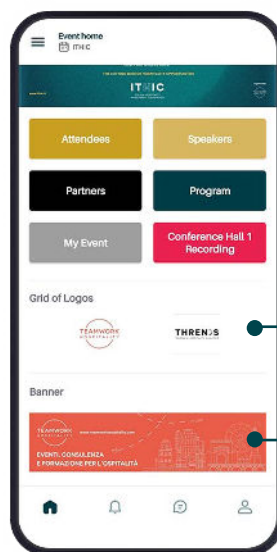 Event home
ITHIC
ITHIC
Attendees
Speakers
Partners
Program
My Event
Conference Hall 1
Recording
Grid of Logos
TEAMWORK
HOSPITALITY
THRENDS
Banner
TEAMWORK
HOSPITALITY
EVENTI, CONSULENZA
E FORMAZIONE PER L'OSPITALITÀ